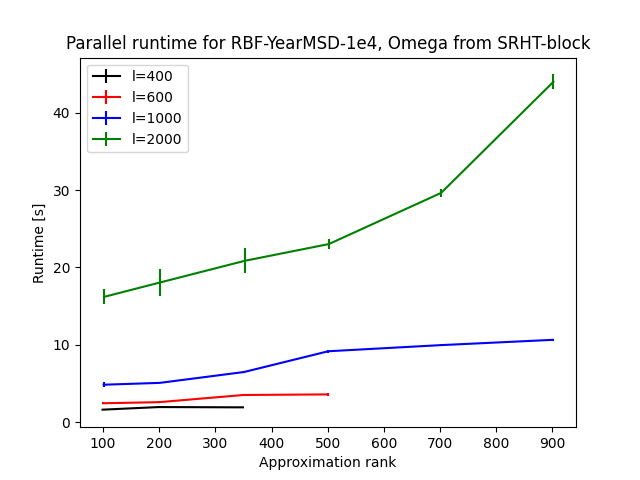 Parallel runtime for RBF-YearMSD-1e4, Omega from SRHT-block
l=400
l=600
l=1000
l=2000
Runtime [s]
40
30
20
10
0
100 200 300 400 500 600 700 800 900
Approximation rank